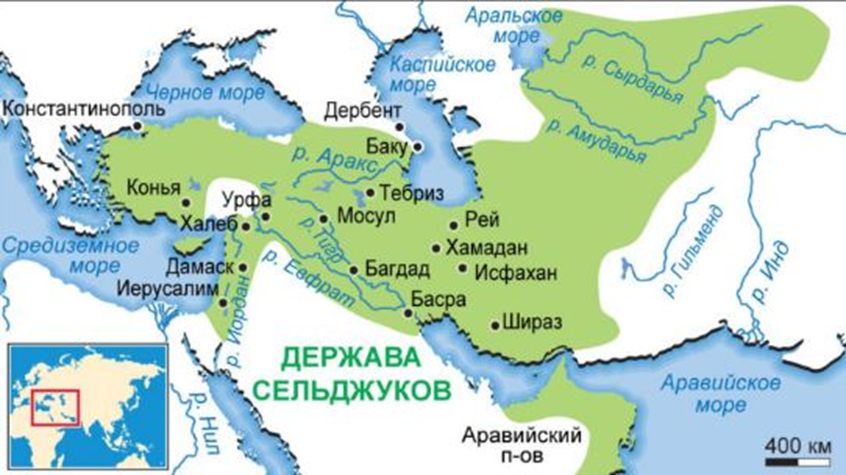 Аральское
море
Каспийское
море
р. Сырдарья
Черное море
Константинополь
Дербент
р. Амударья
Баку
р. Аракс
Тебриз
Конья
Урфа
Мосул
Рей
Халеб
р. Тигр
Хамадан
р. Гильменд
р. Инд
Средиземное
море
Дамаск
р. Евфрат
Багдад
Исфахан
Иерусалим
р. Иордан
Басра
Шираз
ДЕРЖАВА
СЕЛЬДЖУКОВ
Аравийское
море
р. Нил
Аравийский
п-ов
400 км